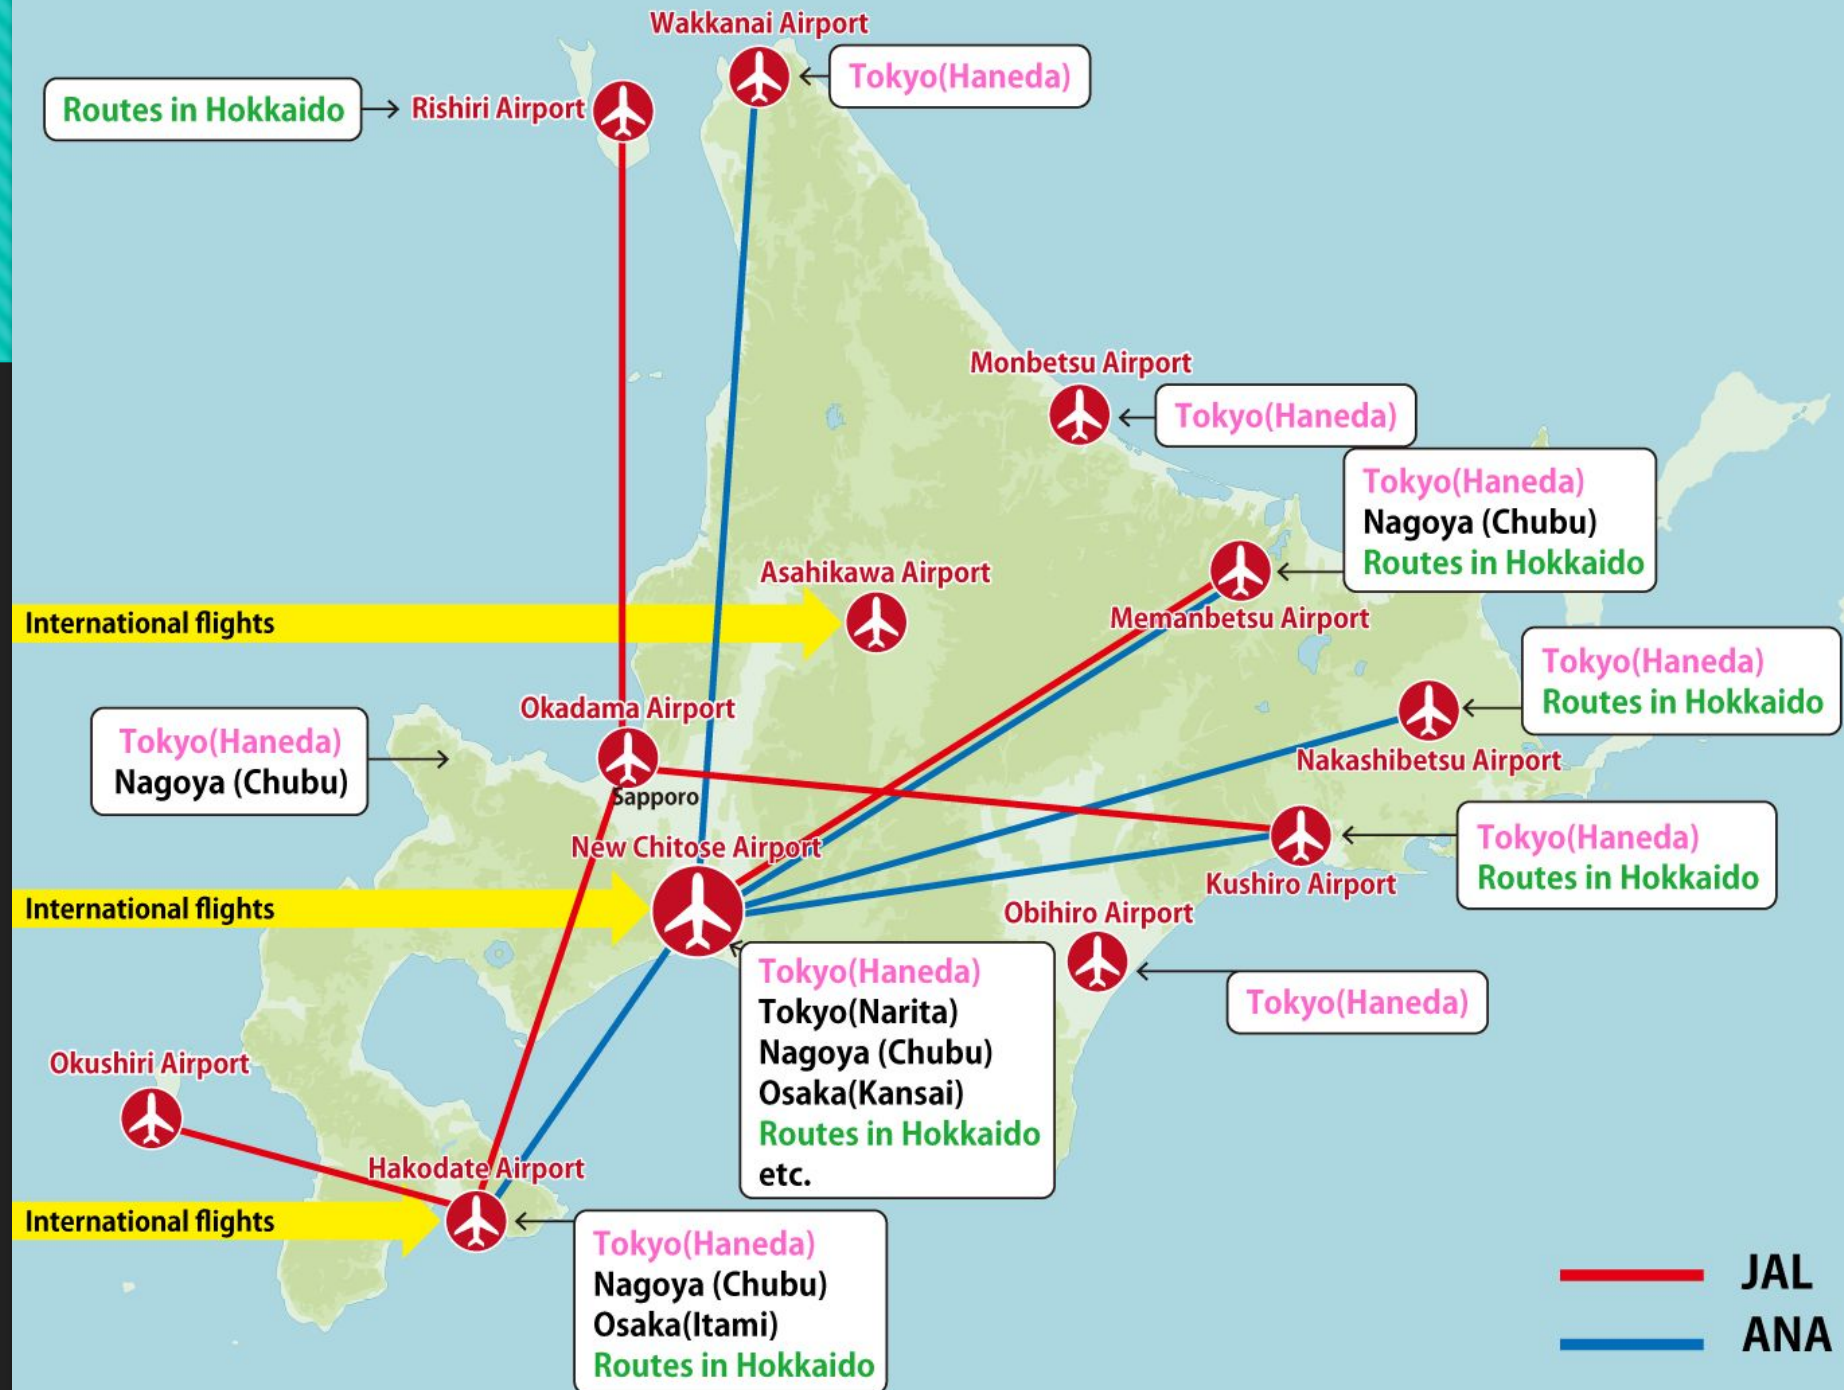 Wakkanai Airport
Tokyo(Haneda)
Routes in Hokkaido
Rishiri Airport
Monbetsu Airport
Tokyo(Haneda)
Tokyo(Haneda)
Nagoya (Chubu)
Routes in Hokkaido
Asahikawa Airport
Memanbetsu Airport
International flights
Tokyo(Haneda)
Routes in Hokkaido
Okadama Airport
Tokyo(Haneda)
Nagoya (Chubu)
Nakashibetsu Airport
Sapporo
New Chitose Airport
Tokyo(Haneda)
Routes in Hokkaido
Kushiro Airport
International flights
Obihiro Airport
Tokyo(Haneda)
Tokyo(Narita)
Nagoya (Chubu)
Osaka(Kansai)
Routes in Hokkaido
etc.
Tokyo(Haneda)
Okushiri Airport
Hakodate Airport
International flights
Tokyo(Haneda)
Nagoya (Chubu)
Osaka(Itami)
Routes in Hokkaido
JAL
ANA